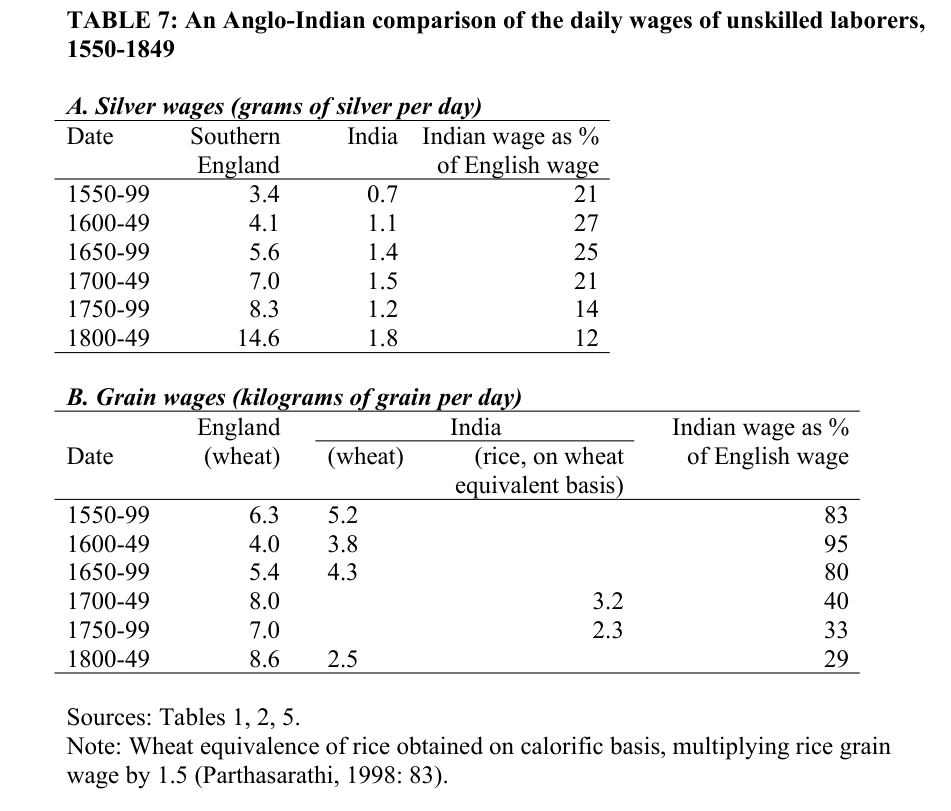 TABLE 7: An Anglo-Indian comparison of the daily wages of unskilled laborers,
1550-1849
A. Silver wages (grams of silver per day)
Date Southern India Indian wage as %
England of English wage
1550-99 3.4 0.7 21
1600-49 4.1 1.1 27
1650-99 5.6 1.4 25
1700-49 7.0 1.5 21
1750-99 8.3 1.2 14
1800-49 14.6 1.8 12
B. Grain wages (kilograms of grain per day)
England India Indian wage as %
Date (wheat) (wheat) (rice, on wheat of English wage
equivalent basis)
1550-99 6.3 5.2 83
1600-49 4.0 3.8 95
1650-99 5.4 4.3 80
1700-49 8.0 3.2 40
1750-99 7.0 2.3 33
1800-49 8.6 2.5 29
Sources: Tables 1, 2, 5.
Note: Wheat equivalence of rice obtained on calorific basis, multiplying rice grain
wage by 1.5 (Parthasarathi, 1998: 83).